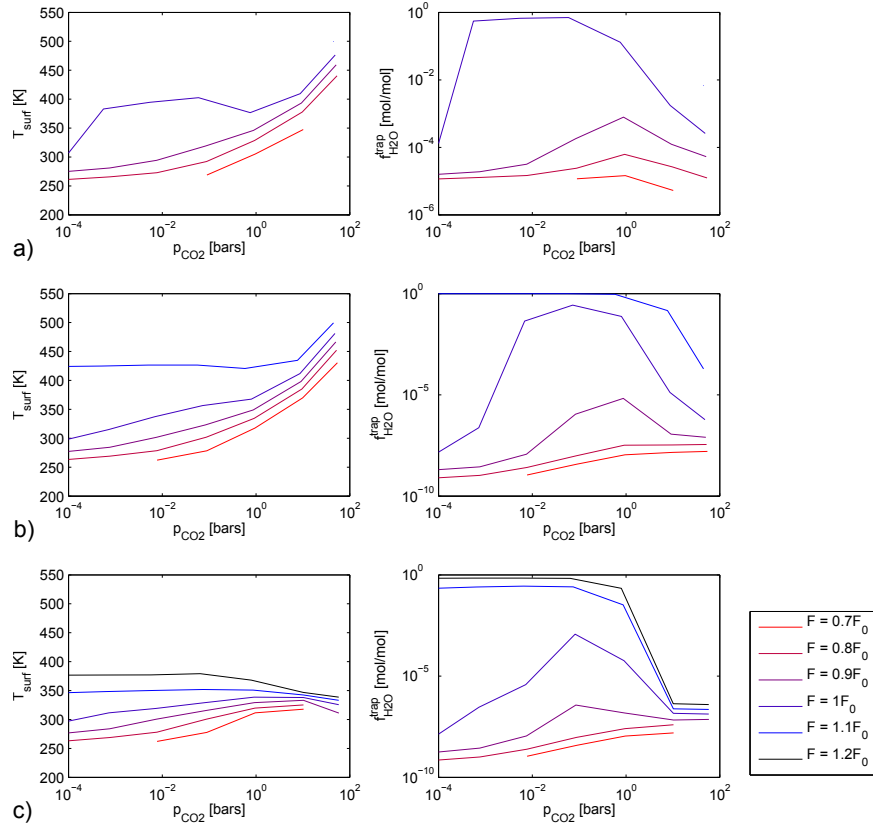 550
500
450
400
350
300
250
200
T_surf [K]
10^-4
10^-2
10^0
10^2
p_CO2 [bars]
a)
10^0
10^-2
10^-4
10^-6
f^trap_H2O [mol/mol]
10^-4
10^-2
10^0
10^2
p_CO2 [bars]
550
500
450
400
350
300
250
200
T_surf [K]
10^-4
10^-2
10^0
10^2
p_CO2 [bars]
b)
10^0
10^-5
10^-10
f^trap_H2O [mol/mol]
10^-4
10^-2
10^0
10^2
p_CO2 [bars]
550
500
450
400
350
300
250
200
T_surf [K]
10^-4
10^-2
10^0
10^2
p_CO2 [bars]
c)
10^0
10^-5
10^-10
f^trap_H2O [mol/mol]
10^-4
10^-2
10^0
10^2
p_CO2 [bars]
F = 0.7F_0
F = 0.8F_0
F = 0.9F_0
F = 1F_0
F = 1.1F_0
F = 1.2F_0